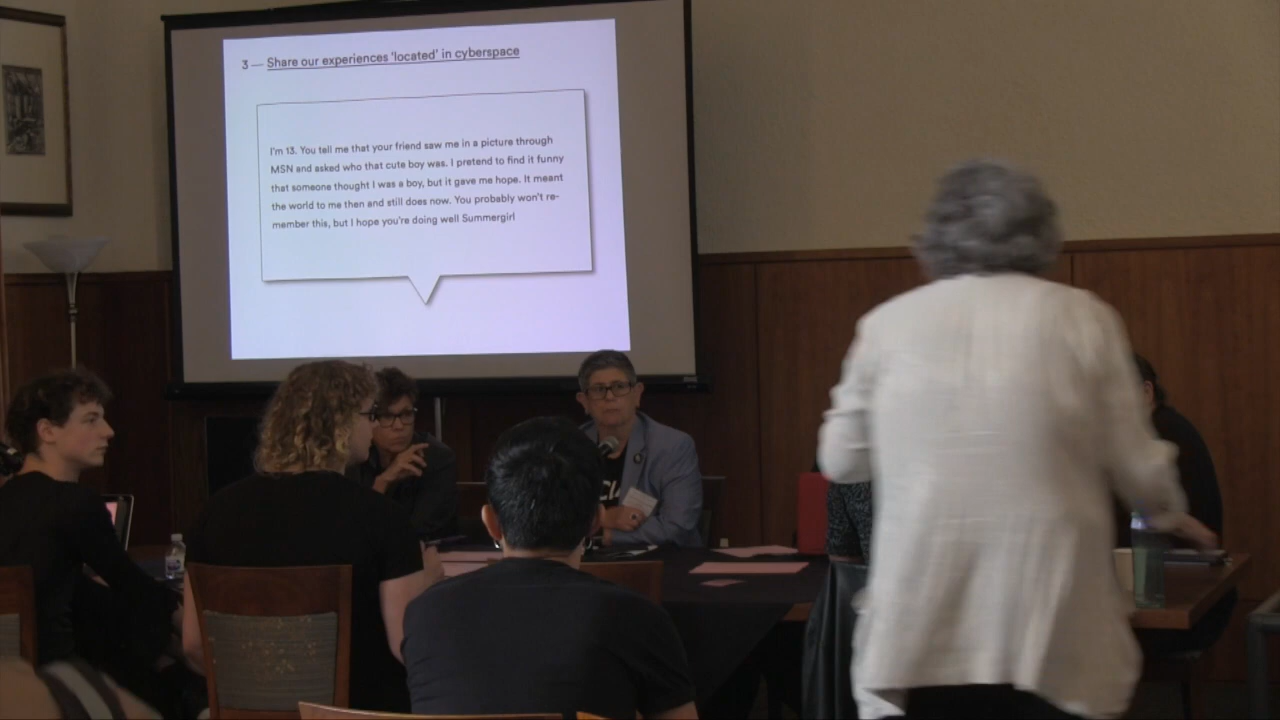 3 — Share our experiences 'located' in cyberspace
I'm 13. You tell me that your friend saw me in a picture through
MSN and asked who that cute boy was. I pretend to find it funny
that someone thought I was a boy, but it gave me hope. It meant
the world to me then and still does now. You probably won't re-
member this, but I hope you're doing well Summergirl